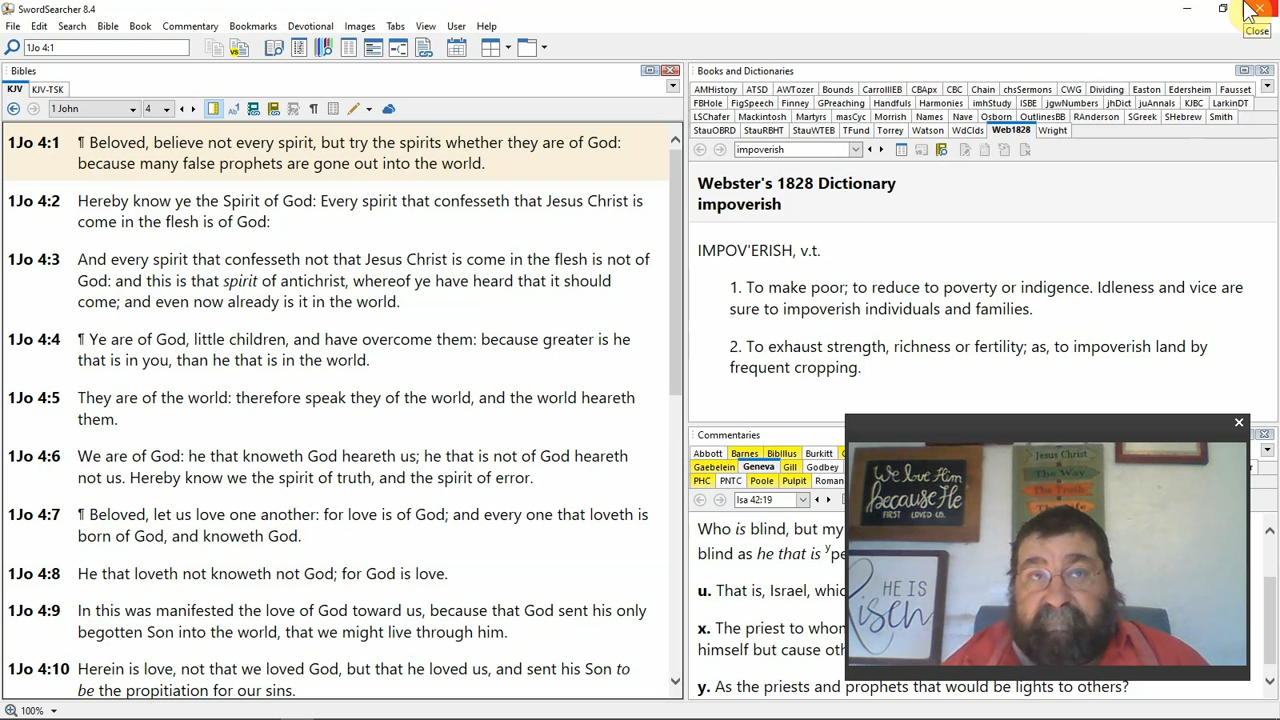 SwordSearcher 8.4
File Edit Search Bible Book Commentary Bookmarks Devotional Images Tabs View User Help
Close
1Jo 4:1
VS
Bibles
KJV KJV-TSK
1 John 4
1Jo 4:1 ¶ Beloved, believe not every spirit, but try the spirits whether they are of God:
because many false prophets are gone out into the world.
1Jo 4:2 Hereby know ye the Spirit of God: Every spirit that confesseth that Jesus Christ is
come in the flesh is of God:
1Jo 4:3 And every spirit that confesseth not that Jesus Christ is come in the flesh is not of
God: and this is that spirit of antichrist, whereof ye have heard that it should
come; and even now already is it in the world.
1Jo 4:4 ¶ Ye are of God, little children, and have overcome them: because greater is he
that is in you, than he that is in the world.
1Jo 4:5 They are of the world: therefore speak they of the world, and the world heareth
them.
1Jo 4:6 We are of God: he that knoweth God heareth us; he that is not of God heareth
not us. Hereby know we the spirit of truth, and the spirit of error.
1Jo 4:7 ¶ Beloved, let us love one another: for love is of God; and every one that loveth is
born of God, and knoweth God.
1Jo 4:8 He that loveth not knoweth not God; for God is love.
1Jo 4:9 In this was manifested the love of God toward us, because that God sent his only
begotten Son into the world, that we might live through him.
1Jo 4:10 Herein is love, not that we loved God, but that he loved us, and sent his Son to
be the propitiation for our sins.
100%
Books and Dictionaries
AMHistory ATSD AWTozer Bounds CarrollIEB CBApx CBC Chain chsSermons CWG Dividing Easton Edersheim Fausset
FBHole FigSpeech Finney GPreaching Handfuls Harmonies imhStudy ISBE jgwNumbers jhDict juAnnals KJBC LarkinDT
LSChafer Mackintosh Martyrs masCyc Morrish Names Nave Osborn OutlinesBB RAnderson SGreek SHebrew Smith
StauOBRD StauRBHT StauWTEB TFund Torrey Watson WdClds Web1828 Wright
impoverish
Webster's 1828 Dictionary
impoverish
IMPOV'ERISH, v.t.
1. To make poor; to reduce to poverty or indigence. Idleness and vice are
sure to impoverish individuals and families.
2. To exhaust strength, richness or fertility; as, to impoverish land by
frequent cropping.
Commentaries
Abbott Barnes BibIllus Burkitt
Gaebelein Geneva Gill Godbey
PHC PNTC Poole Pulpit Roman
Isa 42:19
Who is blind, but my
blind as he that is y pe
u. That is, Israel, whic
x. The priest to whom
himself but cause oth
y. As the priests and prophets that would be lights to others?
We love Him
because He
FIRST LOVED US.
HE IS
Risen
Jesus Christ
The Way
The Truth
The Life